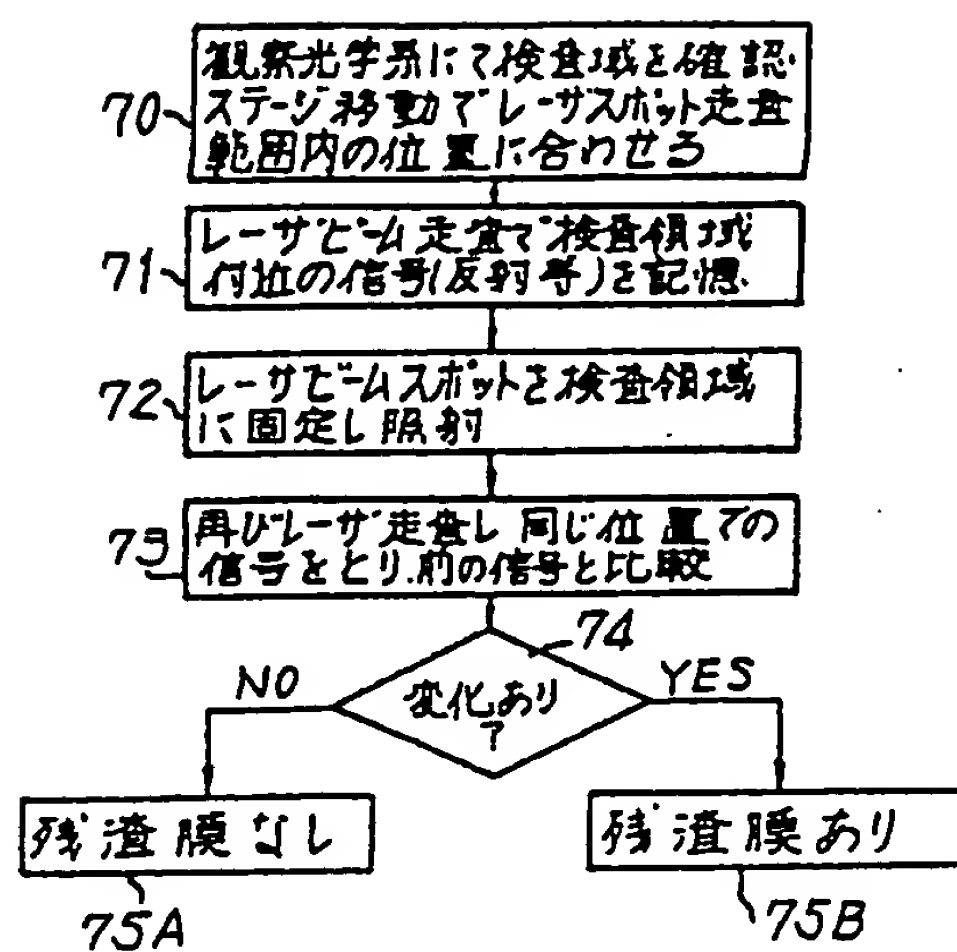 70
観察光学系にて検査域を確認
ステージ移動でレーザスポット走査
範囲内の位置に合わせる
71
レーザビーム走査で検査領域
付近の信号(反射等)を記憶
72
レーザビームスポットを検査領域
に固定し照射
73
再びレーザ走査し同じ位置での
信号をとり、前の信号と比較
74
変化あり
?
NO
YES
残渣膜なし
残渣膜あり
75A
75B